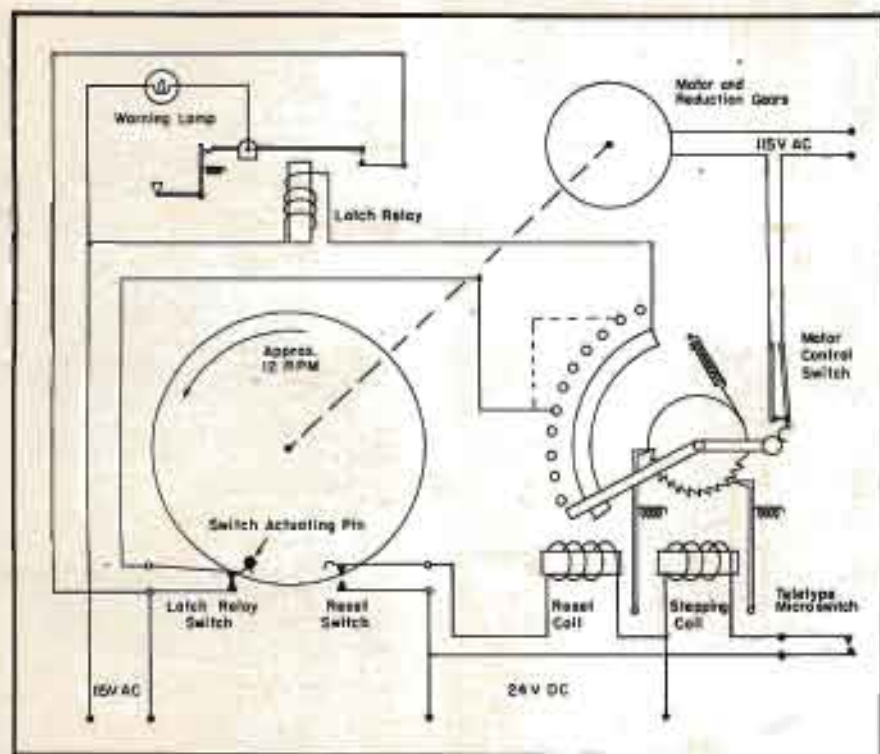 Warning Lamp
Motor and
Reduction Gears
115V AC
Latch Relay
Approx.
12 RPM
Motor
Control
Switch
Switch Actuating Pin
Latch Relay
Switch
Reset
Switch
Reset
Coil
Stepping
Coil
Teletype
Microswitch
115V AC
24V DC